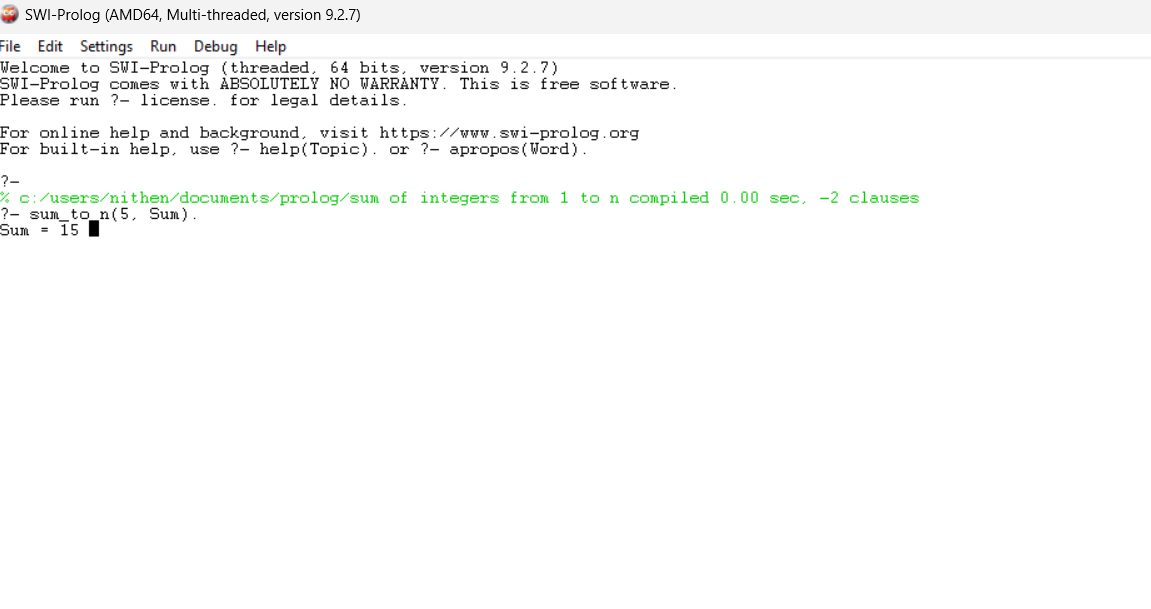 SWI-Prolog (AMD64, Multi-threaded, version 9.2.7)
File Edit Settings Run Debug Help
Welcome to SWI-Prolog (threaded, 64 bits, version 9.2.7)
SWI-Prolog comes with ABSOLUTELY NO WARRANTY. This is free software.
Please run ?- license. for legal details.
For online help and background, visit https://www.swi-prolog.org
For built-in help, use ?- help(Topic). or ?- apropos(Word).
?-
% c:/users/nithen/documents/prolog/sum of integers from 1 to n compiled 0.00 sec, -2 clauses
?- sum_to_n(5, Sum).
Sum = 15